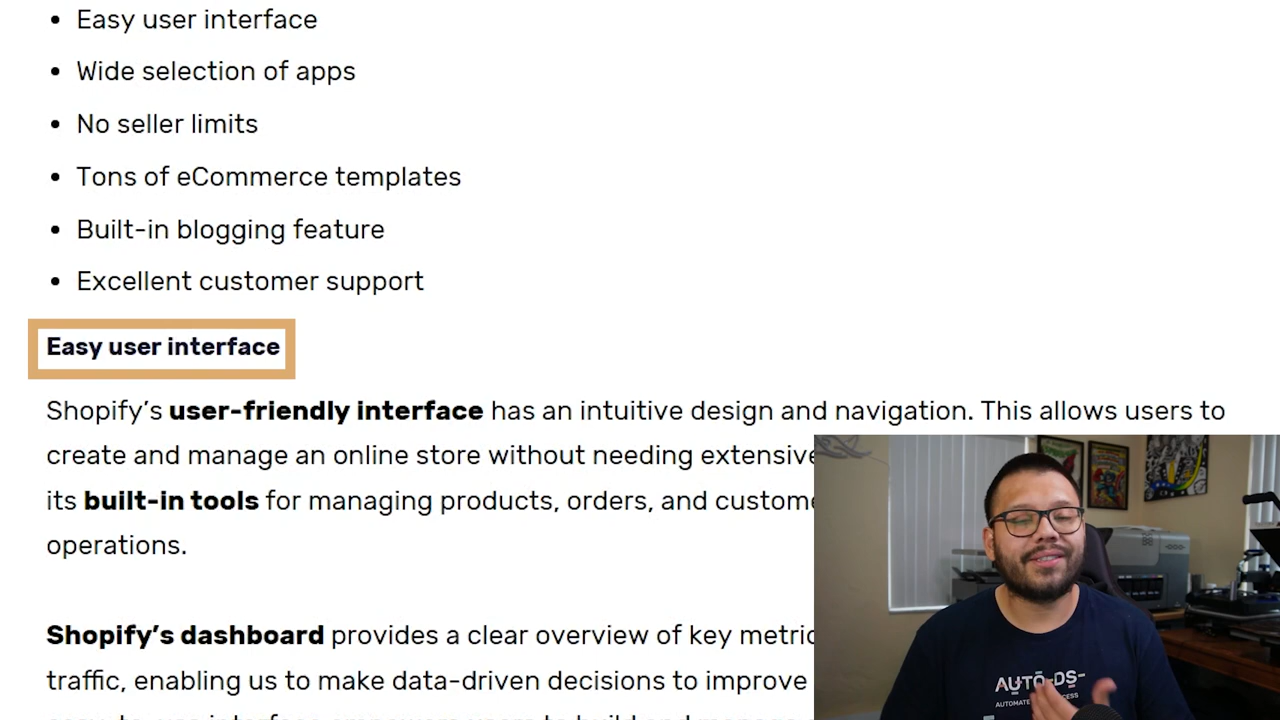 Easy user interface
Wide selection of apps
No seller limits
Tons of eCommerce templates
Built-in blogging feature
Excellent customer support
Easy user interface
Shopify's user-friendly interface has an intuitive design and navigation. This allows users to
create and manage an online store without needing extensive
its built-in tools for managing products, orders, and custome
operations.
Shopify's dashboard provides a clear overview of key metric
traffic, enabling us to make data-driven decisions to improve
AUTO-DS-